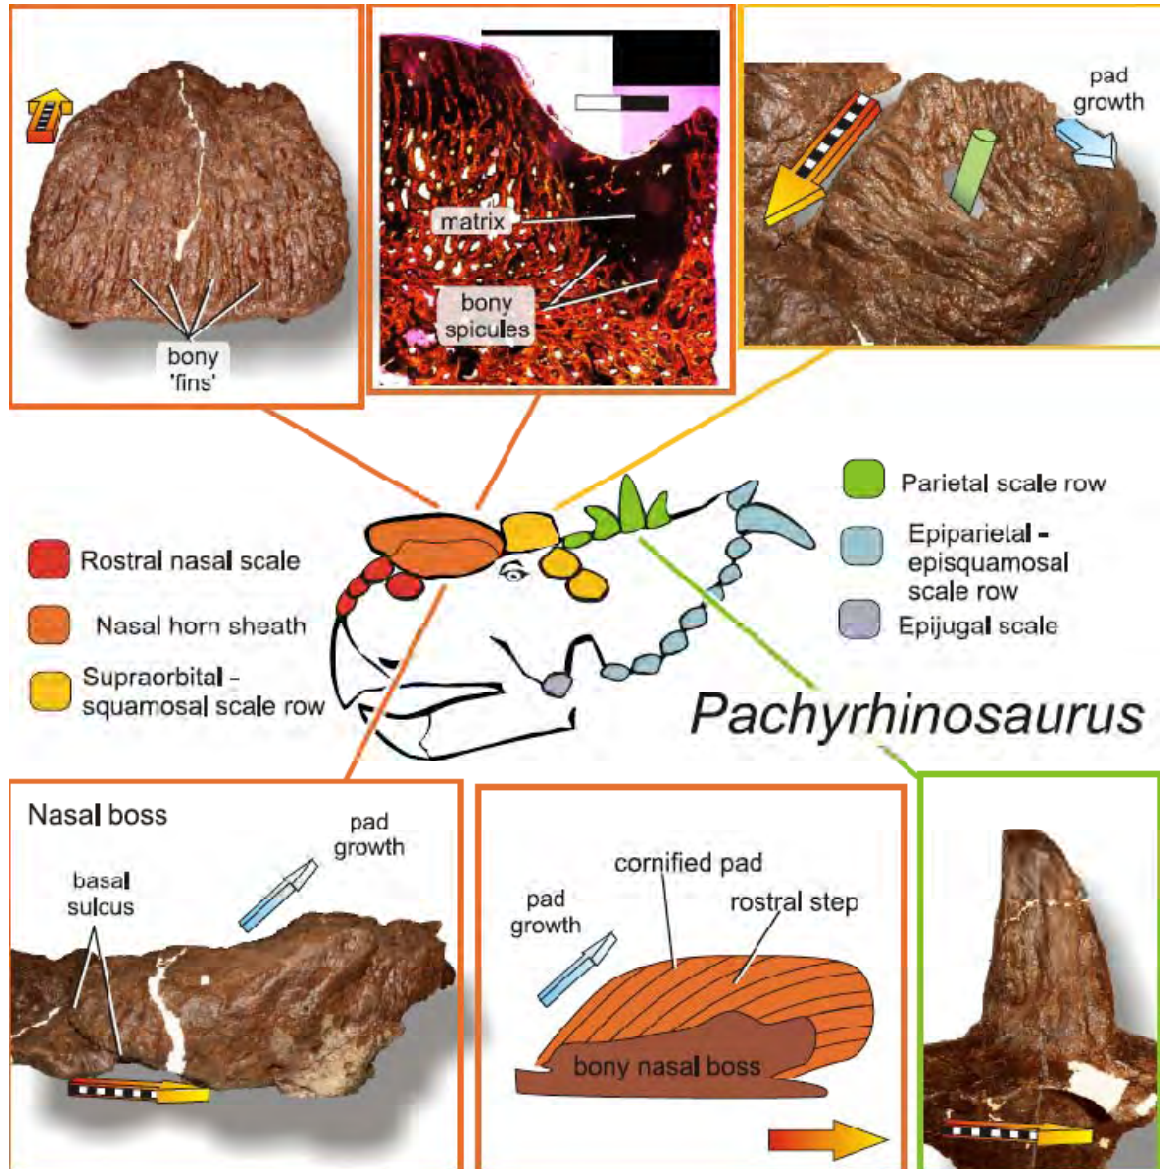 bony
'fins'
matrix
bony
spicules
pad
growth
Rostral nasal scale
Nasal horn sheath
Supraorbital –
squamosal scale row
Parietal scale row
Epiparietal –
episquamosal
scale row
Epijugal scale
Pachyrhinosaurus
Nasal boss
basal
sulcus
pad
growth
pad
growth
cornified pad
rostral step
bony nasal boss